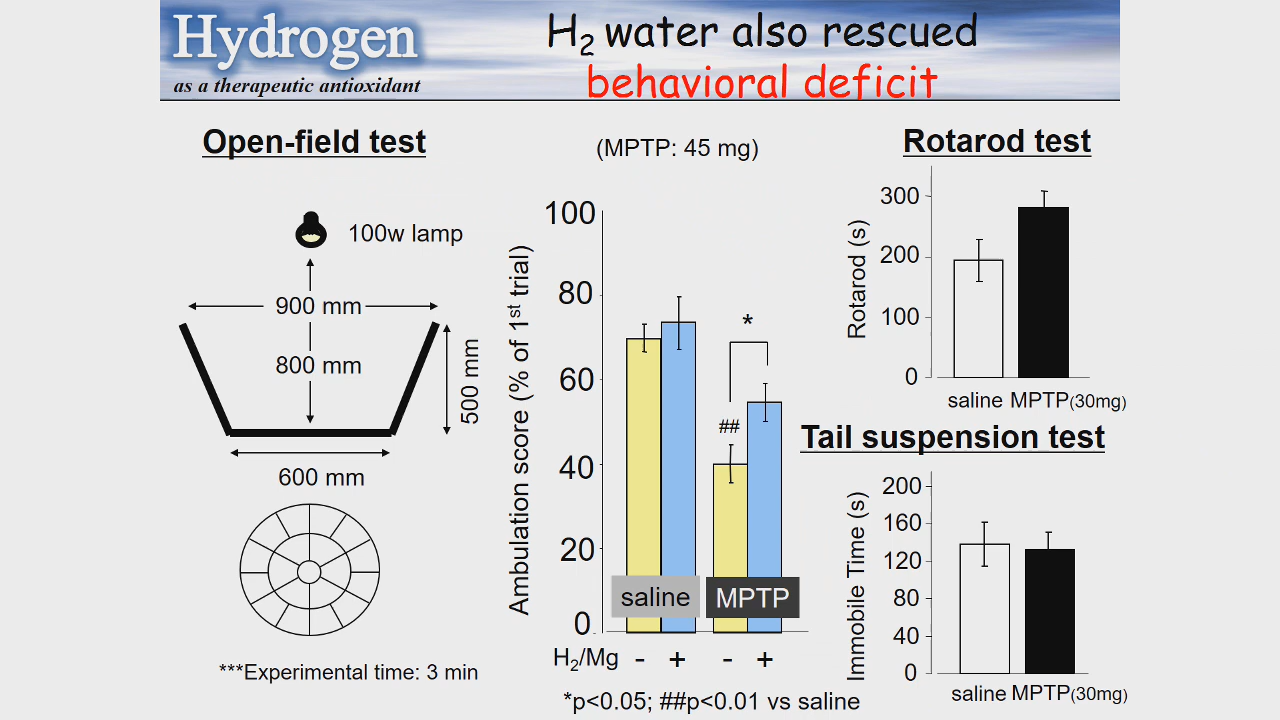 Hydrogen
as a therapeutic antioxidant
H2 water also rescued
behavioral deficit
Open-field test
100w lamp
900 mm
800 mm
500 mm
600 mm
***Experimental time: 3 min
(MPTP: 45 mg)
Ambulation score (% of 1st trial)
100
80
60
40
20
0
*
##
saline
MPTP
H2/Mg - + - +
*p<0.05; ##p<0.01 vs saline
Rotarod test
Rotarod (s)
300
200
100
0
saline MPTP(30mg)
Tail suspension test
Immobile Time (s)
200
160
120
80
40
0
saline MPTP(30mg)